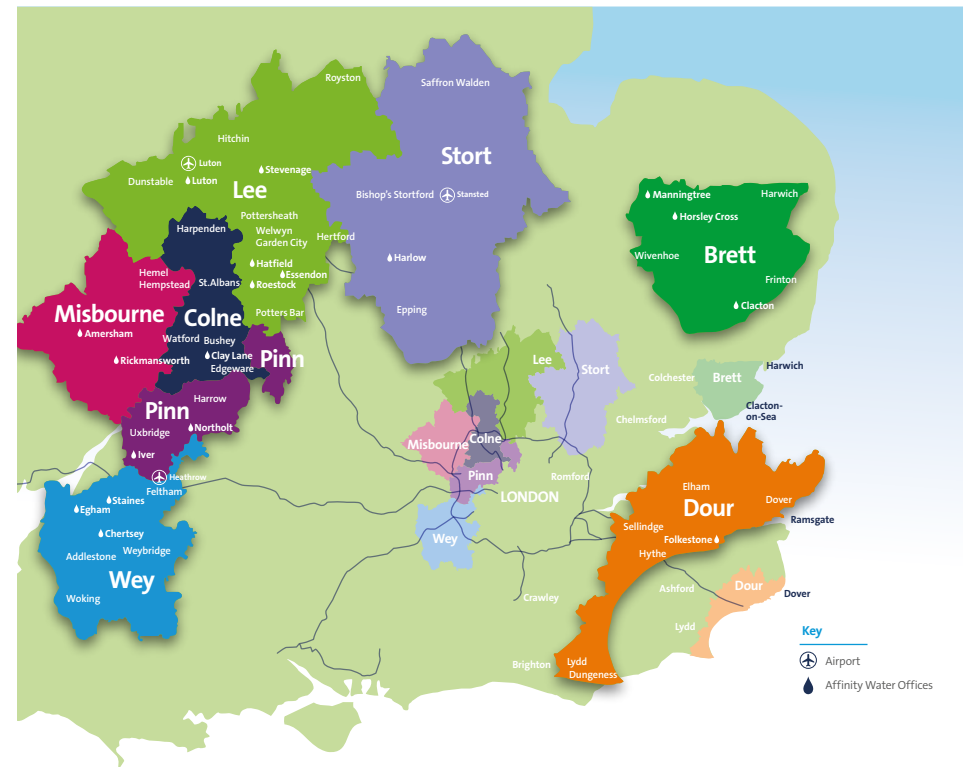 Royston
Saffron Walden
Hitchin
Luton
Luton
Stevenage
Dunstable
Lee
Stort
Bishop's Stortford
Stansted
Pottersheath
Welwyn
Garden City
Hertford
Harpenden
Hatfield
Essendon
Roestock
Harlow
Hemel
Hempstead
St.Albans
Potters Bar
Epping
Misbourne
Amersham
Colne
Watford
Bushey
Rickmansworth
Clay Lane
Edgeware
Pinn
Harrow
Pinn
Northolt
Uxbridge
Iver
Heathrow
Feltham
Staines
Egham
Chertsey
Addlestone
Weybridge
Wey
Woking
Manningtree
Harwich
Horsley Cross
Wivenhoe
Brett
Frinton
Clacton
Lee
Stort
Colchester
Brett
Harwich
Clacton-
on-Sea
Chelmsford
Misbourne
Colne
Pinn
Romford
LONDON
Wey
Elham
Dour
Dover
Ramsgate
Sellindge
Folkestone
Hythe
Crawley
Ashford
Dour
Dover
Lydd
Brighton
Lydd
Dungeness
Key
Airport
Affinity Water Offices